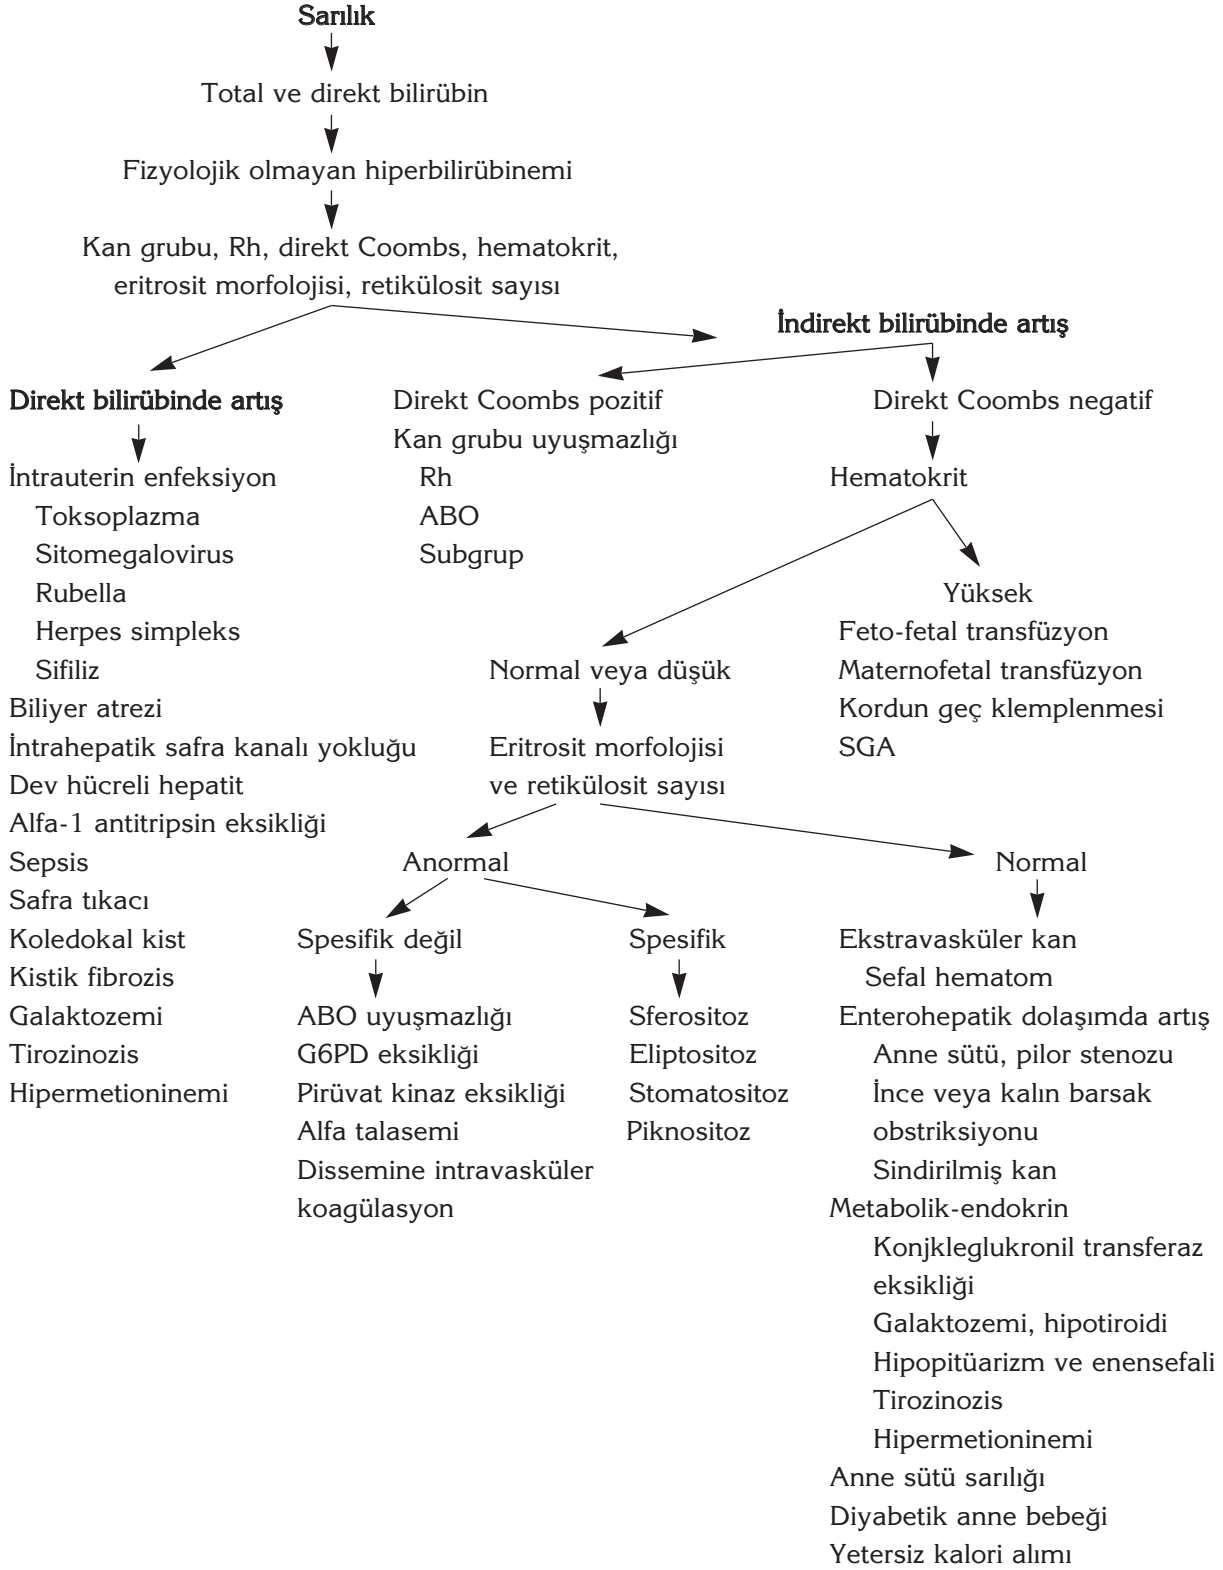 Sarılık
Total ve direkt bilirübin
Fizyolojik olmayan hiperbilirübinemi
Kan grubu, Rh, direkt Coombs, hematokrit,
eritrosit morfolojisi, retikülosit sayısı
Direkt bilirübinde artış
İntrauterin enfeksiyon
Toksoplazma
Sitomegalovirus
Rubella
Herpes simpleks
Sifiliz
Biliyer atrezi
İntrahepatik safra kanalı yokluğu
Dev hücreli hepatit
Alfa-1 antitripsin eksikliği
Sepsis
Safra tıkacı
Koledokal kist
Kistik fibrozis
Galaktozemi
Tirozinozis
Hipermetioninemi
İndirekt bilirübinde artış
Direkt Coombs pozitif
Kan grubu uyuşmazlığı
Rh
ABO
Subgrup
Direkt Coombs negatif
Hematokrit
Yüksek
Feto-fetal transfüzyon
Maternofetal transfüzyon
Kordun geç klemplenmesi
SGA
Normal veya düşük
Eritrosit morfolojisi
ve retikülosit sayısı
Anormal
Spesifik değil
ABO uyuşmazlığı
G6PD eksikliği
Pirüvat kinaz eksikliği
Alfa talasemi
Dissemine intravasküler
koagülasyon
Spesifik
Sferositoz
Eliptositoz
Stomatositoz
Piknositoz
Normal
Ekstravasküler kan
Sefal hematom
Enterohepatik dolaşımda artış
Anne sütü, pilor stenozu
İnce veya kalın barsak
obstriksiyonu
Sindirilmiş kan
Metabolik-endokrin
Konjkleglukronil transferaz
eksikliği
Galaktozemi, hipotiroidi
Hipopitüarizm ve enensefali
Tirozinozis
Hipermetioninemi
Anne sütü sarılığı
Diyabetik anne bebeği
Yetersiz kalori alımı